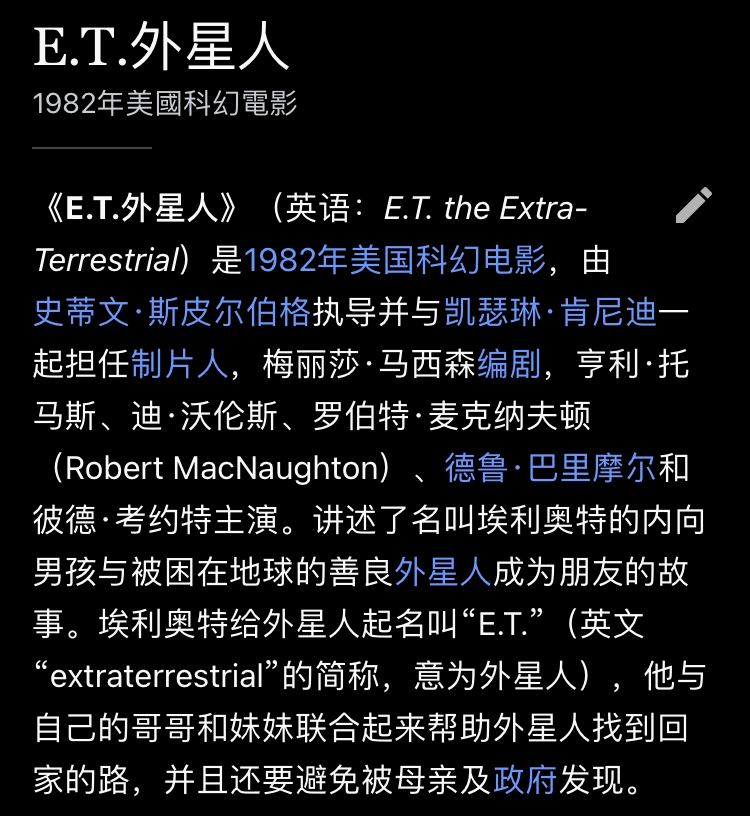 E.T.外星人
1982年美國科幻電影
《E.T.外星人》（英语：E.T. the Extra-
Terrestrial）是1982年美国科幻电影，由
史蒂文·斯皮尔伯格执导并与凯瑟琳·肯尼迪一
起担任制片人，梅丽莎·马西森编剧，亨利·托
马斯、迪·沃伦斯、罗伯特·麦克纳夫顿
（Robert MacNaughton）、德鲁·巴里摩尔和
彼德·考约特主演。讲述了名叫埃利奥特的内向
男孩与被困在地球的善良外星人成为朋友的故
事。埃利奥特给外星人起名叫“E.T.”（英文
“extraterrestrial”的简称，意为外星人），他与
自己的哥哥和妹妹联合起来帮助外星人找到回
家的路，并且还要避免被母亲及政府发现。